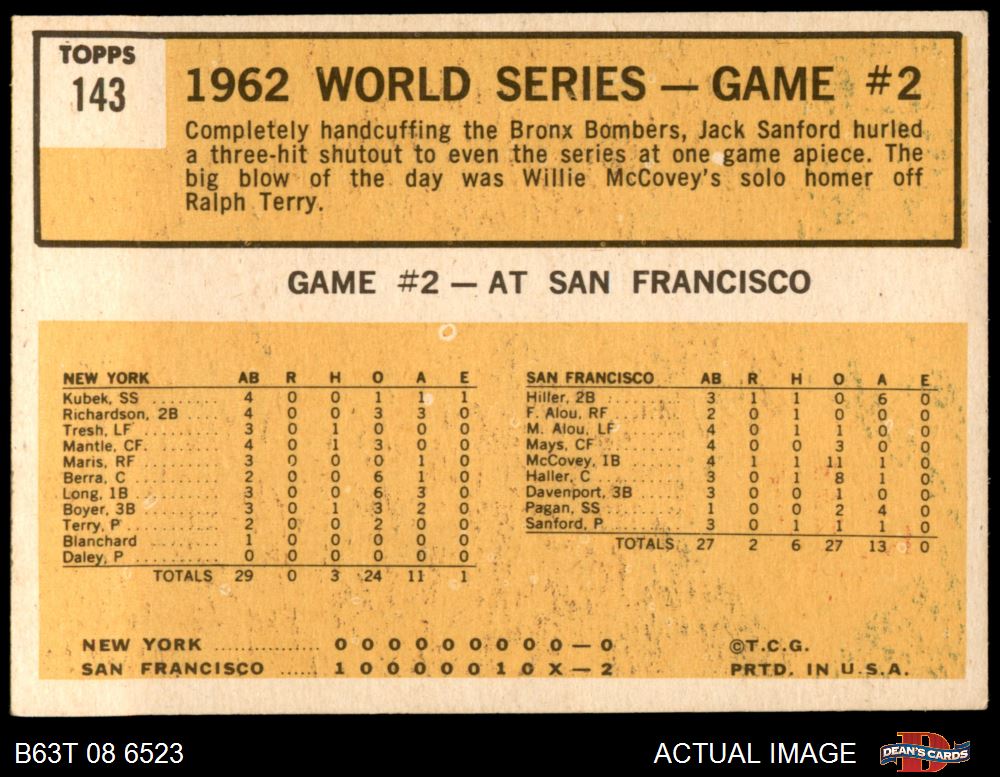 TOPPS
143
1962 WORLD SERIES — GAME #2
Completely handcuffing the Bronx Bombers, Jack Sanford hurled
a three-hit shutout to even the series at one game apiece. The
big blow of the day was Willie McCovey's solo homer off
Ralph Terry.
GAME #2 — AT SAN FRANCISCO
NEW YORK AB R H O A E
Kubek, SS ........ 4 0 0 1 1 1
Richardson, 2B .... 4 0 0 3 3 0
Tresh, LF ........ 3 0 1 0 0 0
Mantle, CF. ....... 4 0 1 3 0 0
Maris, RF ........ 3 0 0 0 1 0
Berra, C ......... 2 0 0 6 1 0
Long, 1B ......... 3 0 0 6 3 0
Boyer, 3B ........ 3 0 1 3 2 0
Terry, P ......... 2 0 0 2 0 0
Blanchard ........ 1 0 0 0 0 0
Daley, P ......... 0 0 0 0 0 0
TOTALS 29 0 3 24 11 1
SAN FRANCISCO AB R H O A E
Hiller, 2B ........ 3 1 1 0 6 0
F. Alou, RF ....... 2 0 1 0 0 0
M. Alou, LF ....... 4 0 1 1 0 0
Mays, CF ......... 4 0 0 3 0 0
McCovey, 1B ...... 4 1 1 11 1 0
Haller, C ......... 3 0 1 8 1 0
Davenport, 3B ..... 3 0 0 1 0 0
Pagan, SS ........ 1 0 0 2 4 0
Sanford, P ........ 3 0 1 1 1 0
TOTALS 27 2 6 27 13 0
NEW YORK ................ 0 0 0 0 0 0 0 0 0 — 0
SAN FRANCISCO ...... 1 0 0 0 0 0 1 0 X — 2
©T.C.G.
PRTD. IN U.S.A.
B63T 08 6523
ACTUAL IMAGE
D
DEAN'S CARDS